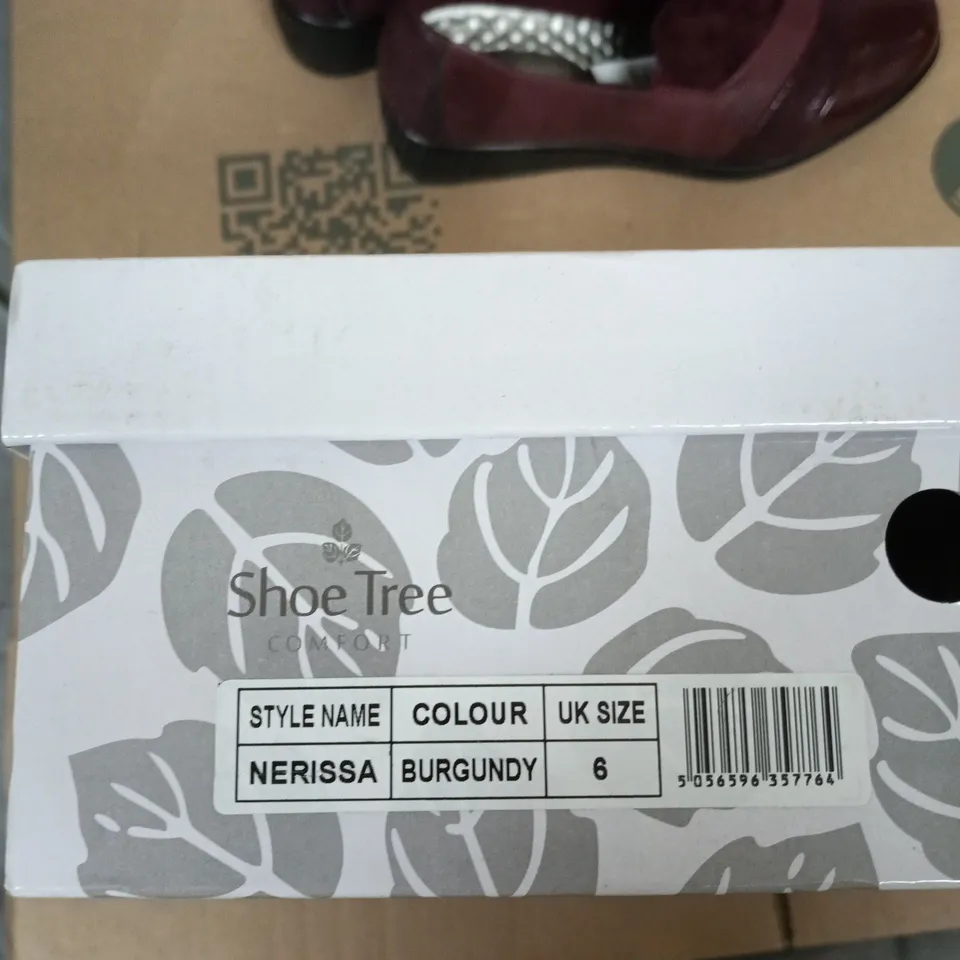 Shoe Tree
COMFORT
STYLE NAME COLOUR UK SIZE
NERISSA BURGUNDY 6
5 056596 357764